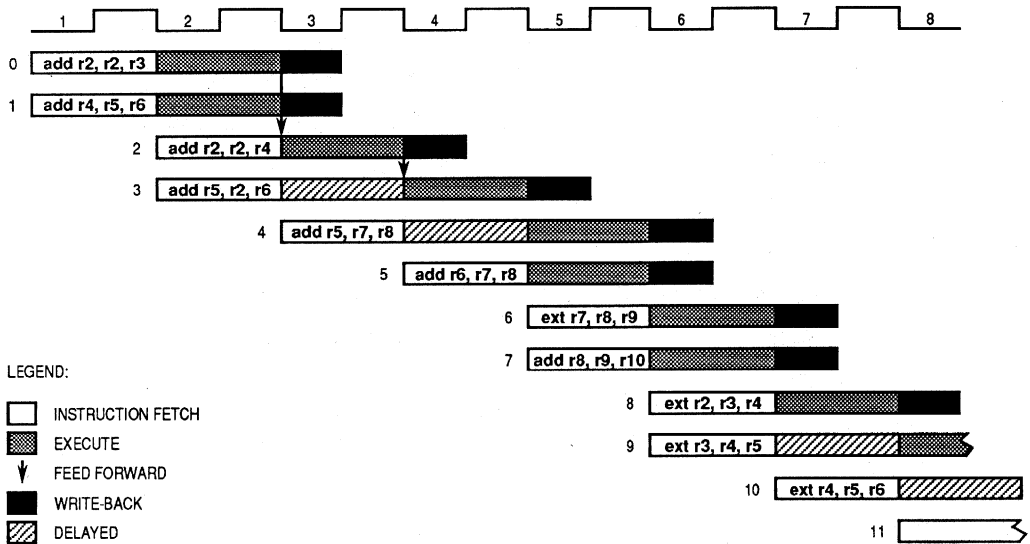 1 2 3 4 5 6 7 8
0 add r2, r2, r3
1 add r4, r5, r6
2 add r2, r2, r4
3 add r5, r2, r6
4 add r5, r7, r8
5 add r6, r7, r8
6 ext r7, r8, r9
7 add r8, r9, r10
LEGEND:
8 ext r2, r3, r4
INSTRUCTION FETCH
EXECUTE
9 ext r3, r4, r5
FEED FORWARD
10 ext r4, r5, r6
WRITE-BACK
DELAYED
11